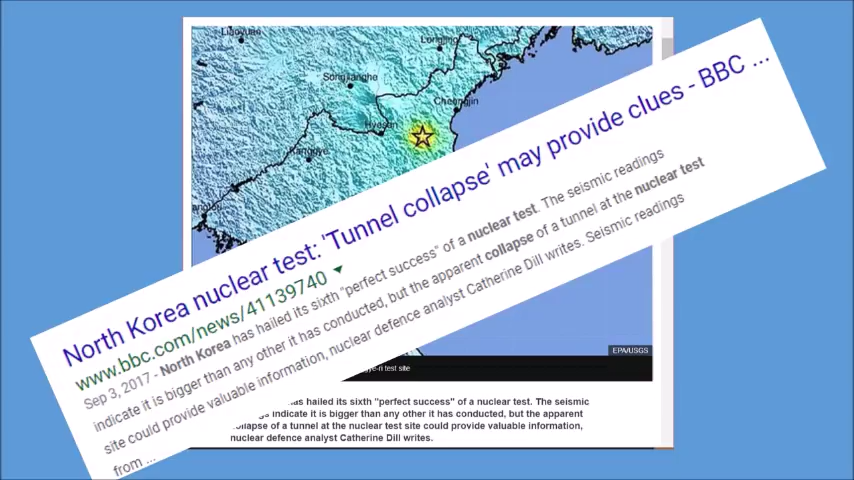 Liaoyuan
Longjing
Songjianghe
Cheongjin
Hyesan
Kanggye
North Korea nuclear test: 'Tunnel collapse' may provide clues - BBC ...
www.bbc.com/news/41139740
Sep 3, 2017 - North Korea has hailed its sixth "perfect success" of a nuclear test. The seismic readings
indicate it is bigger than any other it has conducted, but the apparent collapse of a tunnel at the nuclear test
site could provide valuable information, nuclear defence analyst Catherine Dill writes. Seismic readings
from ...
EPA/USGS
test site
has hailed its sixth "perfect success" of a nuclear test. The seismic
indicate it is bigger than any other it has conducted, but the apparent
collapse of a tunnel at the nuclear test site could provide valuable information,
nuclear defence analyst Catherine Dill writes.